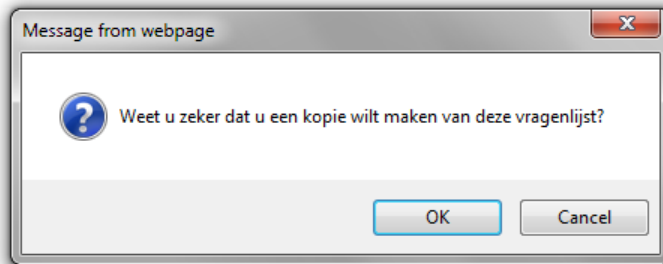 Message from webpage
Weet u zeker dat u een kopie wilt maken van deze vragenlijst?
OK
Cancel